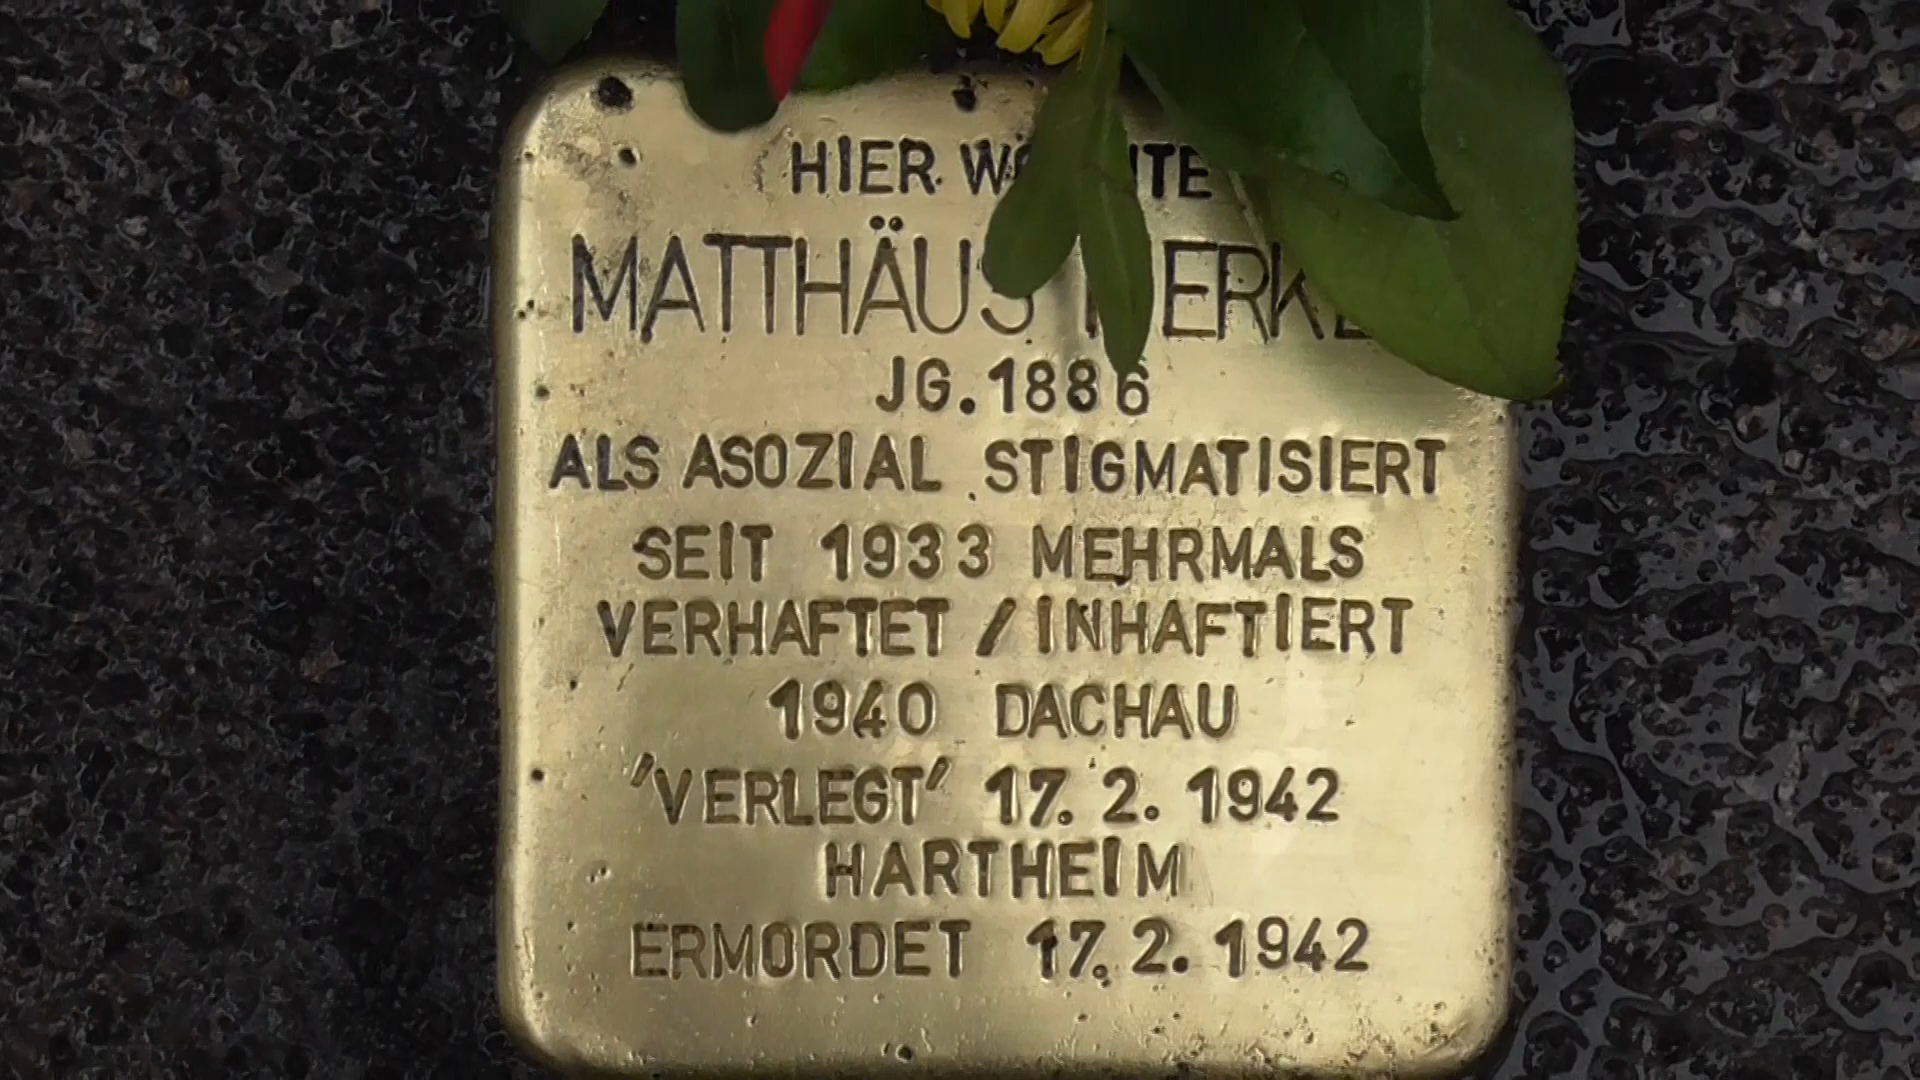 HIER WOHNTE
MATTHÄUS
JG. 1886
ALS ASOZIAL STIGMATISIERT
SEIT 1933 MEHRMALS
VERHAFTET / INHAFTIERT
1940 DACHAU
'VERLEGT' 17. 2. 1942
HARTHEIM
ERMORDET 17. 2. 1942